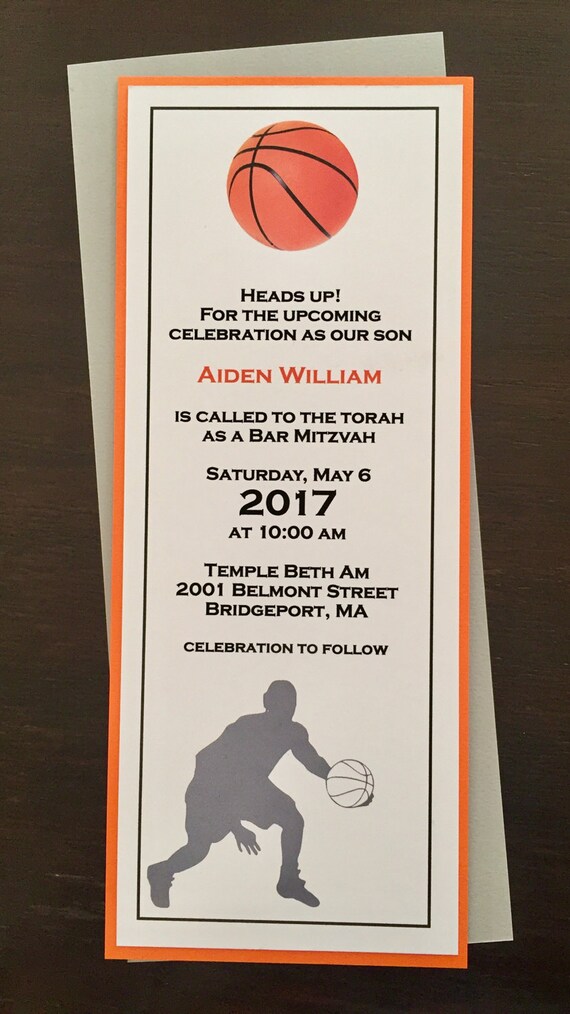 Heads up!
For the upcoming
celebration as our son
Aiden William
is called to the Torah
as a Bar Mitzvah
Saturday, May 6
2017
at 10:00 am
Temple Beth Am
2001 Belmont Street
Bridgeport, MA
celebration to follow